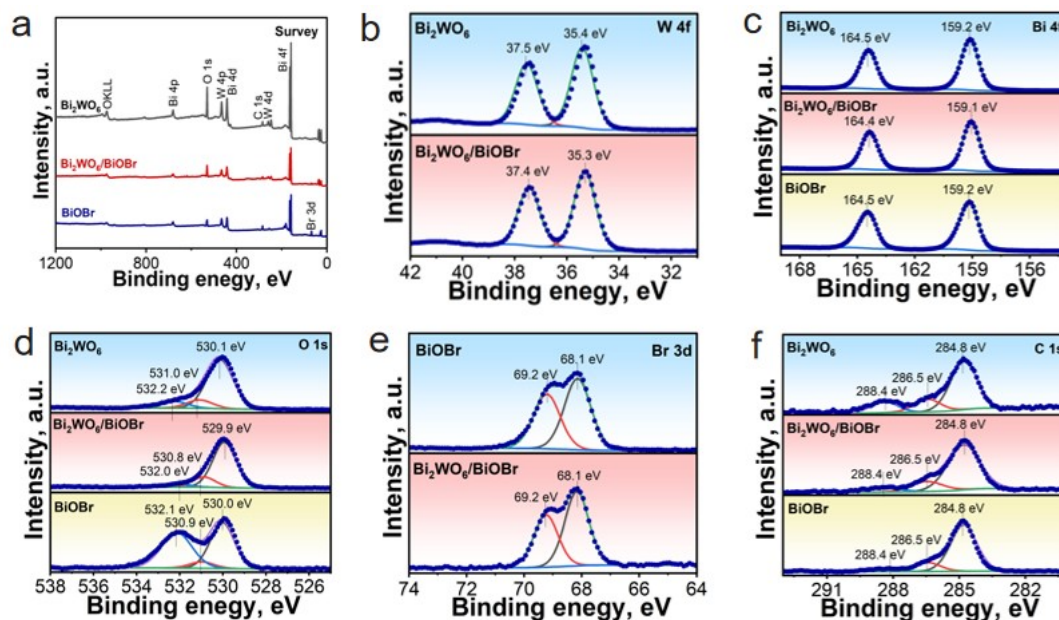 a
Survey
Bi₂WO₆
OKLL
Bi 4p
O 1s
W 4p
Bi 4d
C 1s
W 4d
Bi 4f
Bi₂WO₆/BiOBr
BiOBr
Br 3d
Intensity, a.u.
1200 800 400 0
Binding enegy, eV
b
Bi₂WO₆ W 4f
37.5 eV 35.4 eV
Bi₂WO₆/BiOBr
37.4 eV 35.3 eV
Intensity, a.u.
42 40 38 36 34 32
Binding enegy, eV
c
Bi₂WO₆ Bi 4f
164.5 eV 159.2 eV
Bi₂WO₆/BiOBr
164.4 eV 159.1 eV
BiOBr
164.5 eV 159.2 eV
Intensity, a.u.
168 165 162 159 156
Binding enegy, eV
d
Bi₂WO₆ O 1s
530.1 eV
531.0 eV
532.2 eV
Bi₂WO₆/BiOBr
529.9 eV
530.8 eV
532.0 eV
BiOBr
532.1 eV 530.0 eV
530.9 eV
Intensity, a.u.
538 536 534 532 530 528 526
Binding enegy, eV
e
BiOBr Br 3d
69.2 eV 68.1 eV
Bi₂WO₆/BiOBr
69.2 eV 68.1 eV
Intensity, a.u.
74 72 70 68 66 64
Binding enegy, eV
f
Bi₂WO₆ C 1s
284.8 eV
286.5 eV
288.4 eV
Bi₂WO₆/BiOBr
284.8 eV
286.5 eV
288.4 eV
BiOBr
284.8 eV
286.5 eV
288.4 eV
Intensity, a.u.
291 288 285 282
Binding enegy, eV